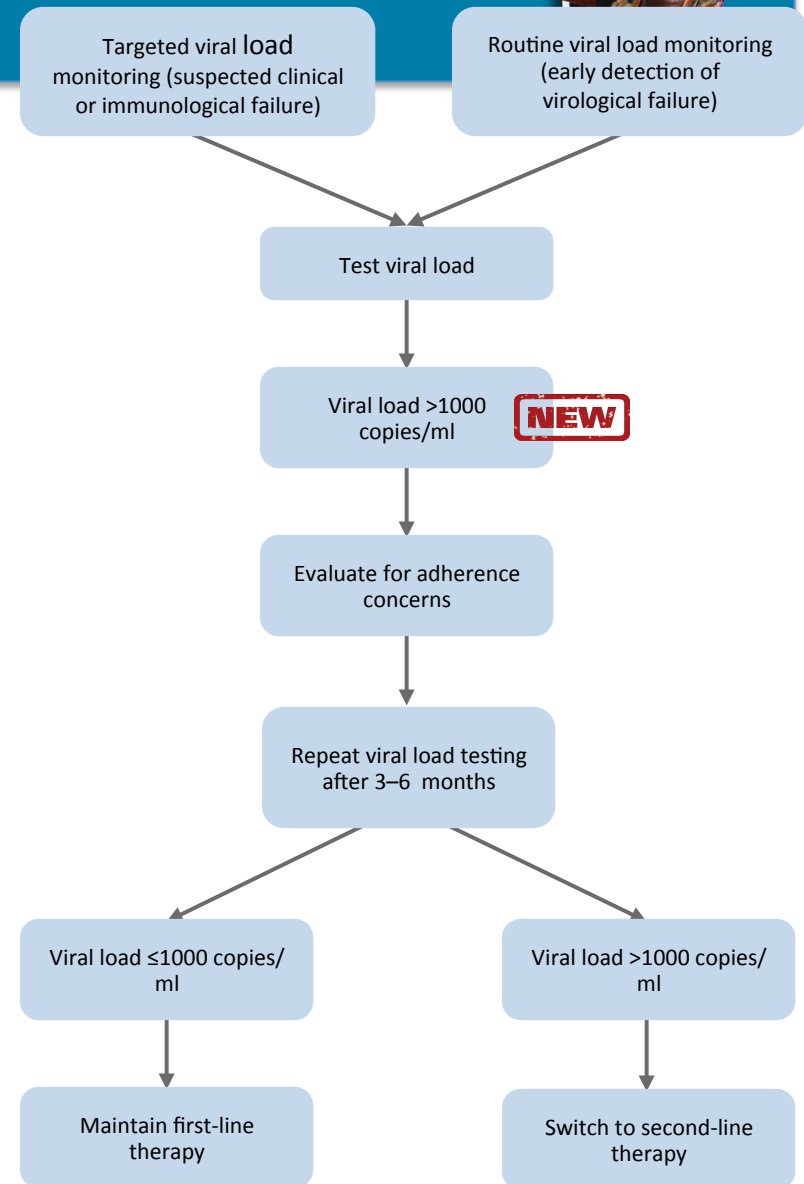 Targeted viral load
monitoring (suspected clinical
or immunological failure)
Routine viral load monitoring
(early detection of
virological failure)
Test viral load
Viral load >1000
copies/ml
NEW
Evaluate for adherence
concerns
Repeat viral load testing
after 3–6 months
Viral load ≤1000 copies/
ml
Viral load >1000 copies/
ml
Maintain first-line
therapy
Switch to second-line
therapy